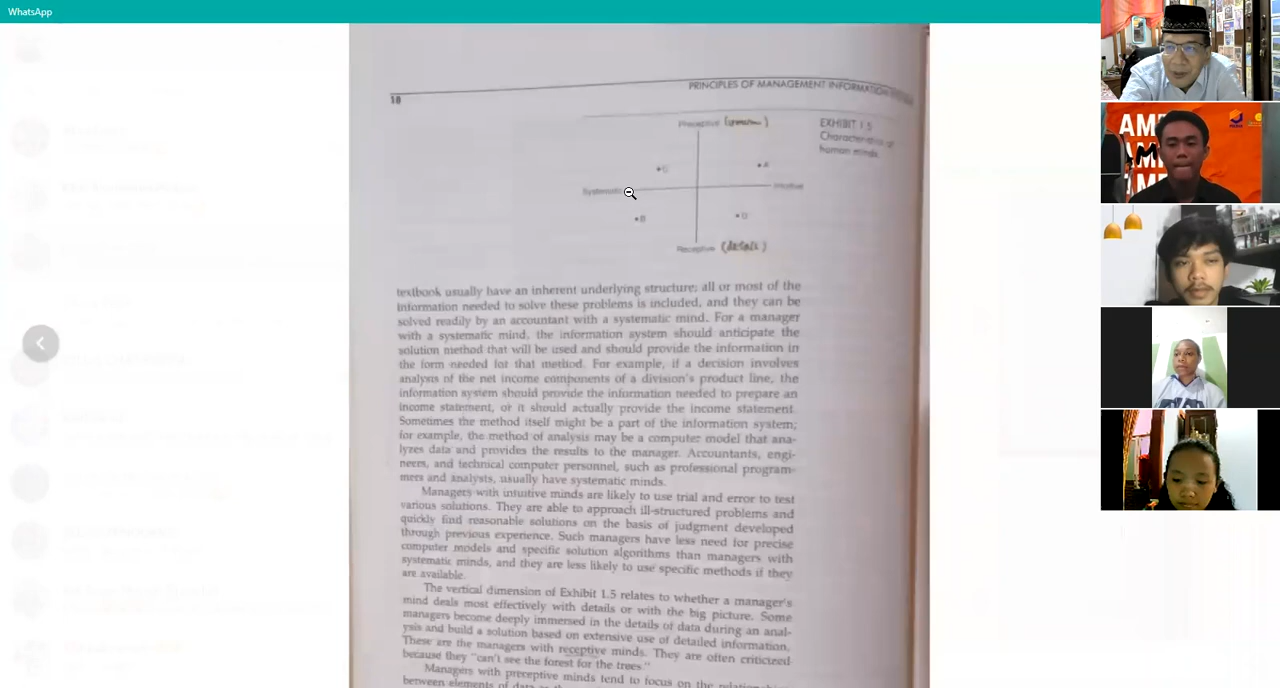 WhatsApp
18
PRINCIPLES OF MANAGEMENT INFORMATION
EXHIBIT 1.5
Characteristics of
human minds.
Preceptive
• C
• A
Systematic
Intuitive
• B
• D
Receptive (detail)
textbook usually have an inherent underlying structure; all or most of the
information needed to solve these problems is included, and they can be
solved readily by an accountant with a systematic mind. For a manager
with a systematic mind, the information system should anticipate the
solution method that will be used and should provide the information in
the form needed for that method. For example, if a decision involves
analysis of the net income components of a division's product line, the
information system should provide the information needed to prepare an
income statement, or it should actually provide the income statement.
Sometimes the method itself might be a part of the information system;
for example, the method of analysis may be a computer model that ana-
lyzes data and provides the results to the manager. Accountants, engi-
neers, and technical computer personnel, such as professional program-
mers and analysts, usually have systematic minds.
Managers with intuitive minds are likely to use trial and error to test
various solutions. They are able to approach ill-structured problems and
quickly find reasonable solutions on the basis of judgment developed
through previous experience. Such managers have less need for precise
computer models and specific solution algorithms than managers with
systematic minds, and they are less likely to use specific methods if they
are available.
The vertical dimension of Exhibit 1.5 relates to whether a manager's
mind deals most effectively with details or with the big picture. Some
managers become deeply immersed in the details of data during an anal-
ysis and build a solution based on extensive use of detailed information.
These are the managers with receptive minds. They are often criticized
because they "can't see the forest for the trees."
Managers with preceptive minds tend to focus on the
between elements of data